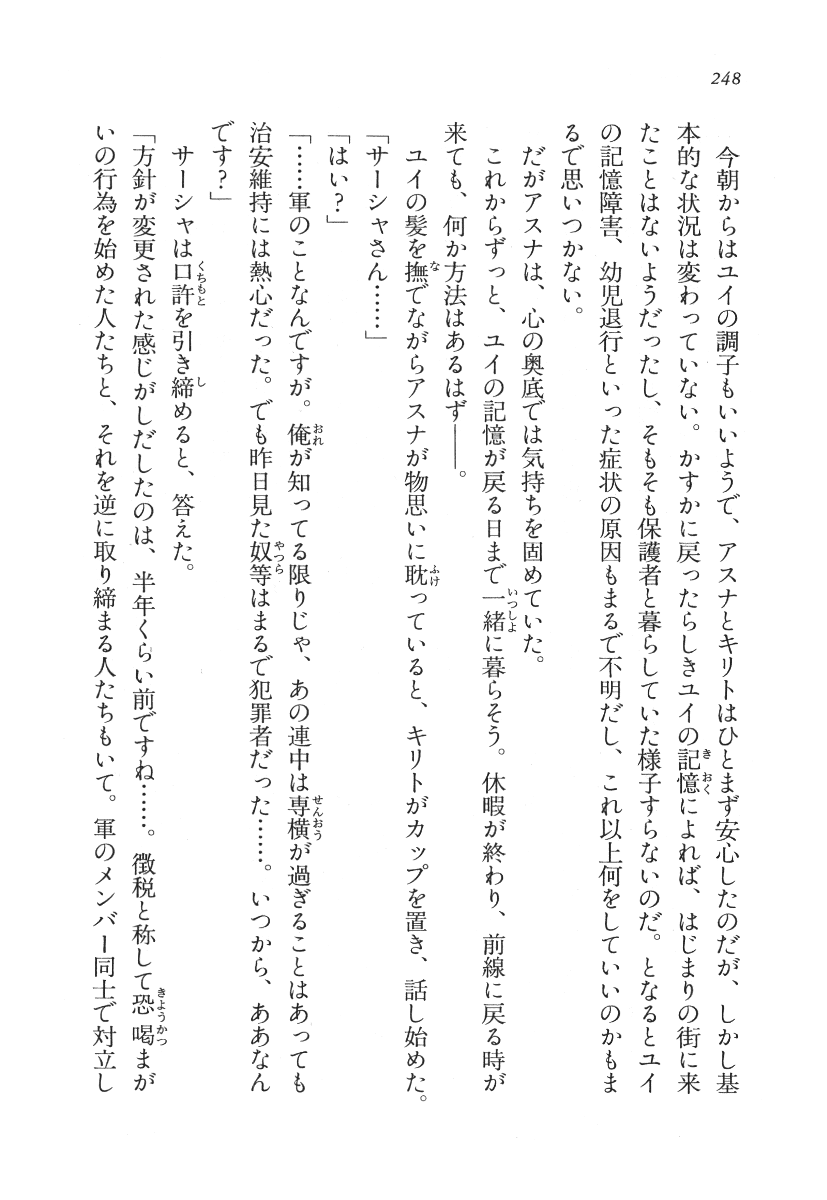 248
今朝からはユイの調子もいいようで、アスナとキリトはひとまず安心したのだが、しかし基
本的な状況は変わっていない。かすかに戻ったらしきユイの記憶によれば、はじまりの街に来
たことはないようだったし、そもそも保護者と暮らしていた様子すらないのだ。となるとユイ
の記憶障害、幼児退行といった症状の原因もまるで不明だし、これ以上何をしていいのかもま
るで思いつかない。
だがアスナは、心の奥底では気持ちを固めていた。
これからずっと、ユイの記憶が戻る日まで一緒に暮らそう。休暇が終わり、前線に戻る時が
来ても、何か方法はあるはず――。
ユイの髪を撫でながらアスナが物思いに耽っていると、キリトがカップを置き、話し始めた。
「サーシャさん……」
「はい？」
「……軍のことなんですが。俺が知ってる限りじゃ、あの連中は専横が過ぎることはあっても
治安維持には熱心だった。でも昨日見た奴等はまるで犯罪者だった……。いつから、ああなん
です？」
サーシャは口許を引き締めると、答えた。
「方針が変更された感じがしだしたのは、半年くらい前ですね……。徴税と称して恐喝まが
いの行為を始めた人たちと、それを逆に取り締まる人たちもいて。軍のメンバー同士で対立し